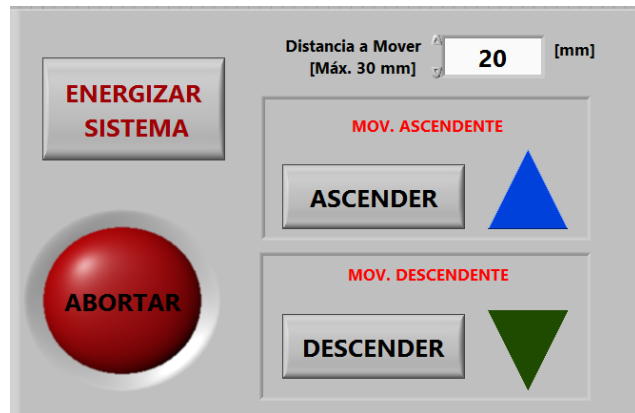 Distancia a Mover
[Máx. 30 mm]
20
[mm]
ENERGIZAR
SISTEMA
MOV. ASCENDENTE
ASCENDER
ABORTAR
MOV. DESCENDENTE
DESCENDER